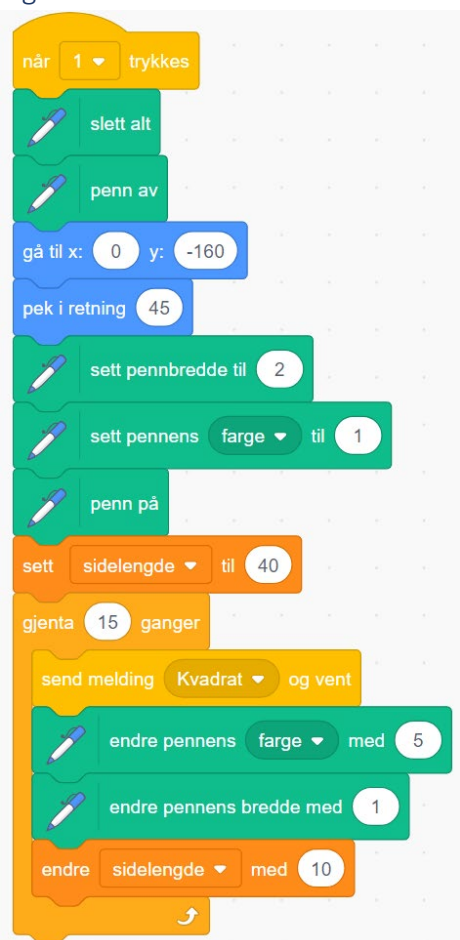 når 1 trykkes
slett alt
penn av
gå til x: 0 y: -160
pek i retning 45
sett pennbredde til 2
sett pennens farge til 1
penn på
sett sidelengde til 40
gjenta 15 ganger
send melding Kvadrat og vent
endre pennens farge med 5
endre pennens bredde med 1
endre sidelengde med 10